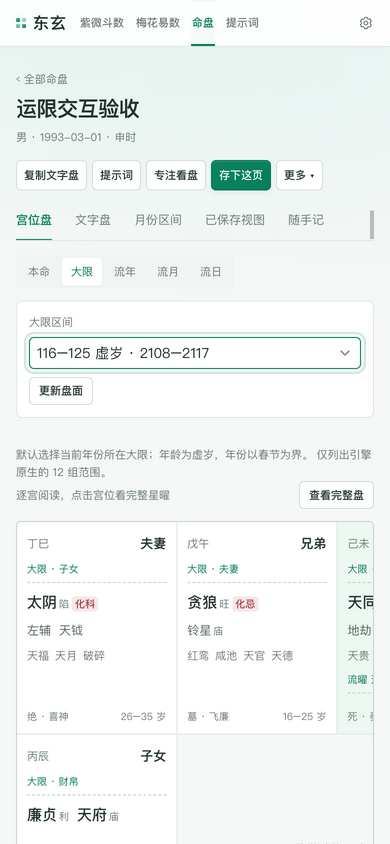 东玄 紫微斗数 梅花易数 命盘 提示词
‹ 全部命盘
运限交互验收
男 · 1993-03-01 · 申时
复制文字盘 提示词 专注看盘 存下这页 更多 ▾
宫位盘 文字盘 月份区间 已保存视图 随手记
本命 大限 流年 流月 流日
大限区间
116—125 虚岁 · 2108—2117
更新盘面
默认选择当前年份所在大限；年龄为虚岁，年份以春节为界。 仅列出引擎
原生的 12 组范围。
逐宫阅读，点击宫位看完整星曜 查看完整盘
丁巳 夫妻
大限 · 子女
太阴 陷 化科
左辅 天钺
天福 天月 破碎
绝 · 喜神 26—35 岁
戊午 兄弟
大限 · 夫妻
贪狼 旺 化忌
铃星 庙
红鸾 咸池 天官 天德
墓 · 飞廉 16—25 岁
己未
大限
天同
地劫
天贵
流曜
死 ·
丙辰 子女
大限 · 财帛
廉贞 利 天府 庙